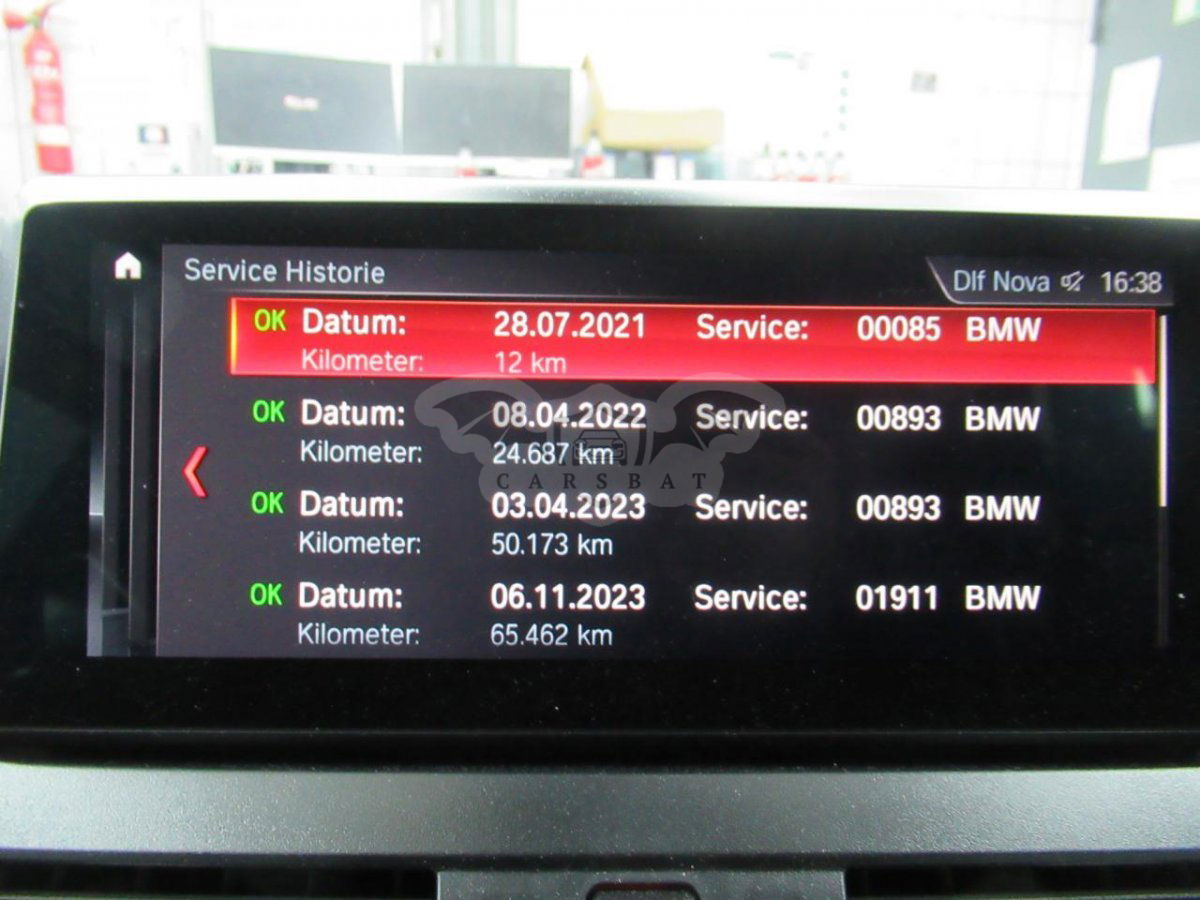 Service Historie
Dlf Nova 16:38
OK Datum: 28.07.2021 Service: 00085 BMW
Kilometer: 12 km
OK Datum: 08.04.2022 Service: 00893 BMW
Kilometer: 24.687 km
CARSBAT
OK Datum: 03.04.2023 Service: 00893 BMW
Kilometer: 50.173 km
OK Datum: 06.11.2023 Service: 01911 BMW
Kilometer: 65.462 km